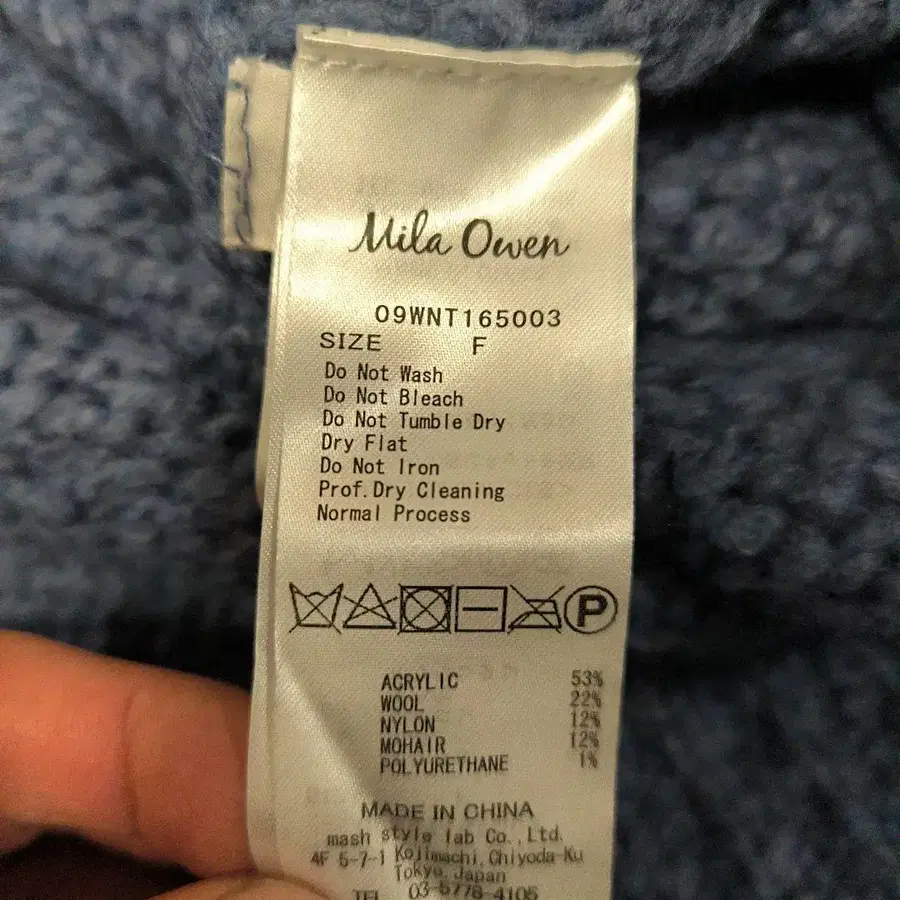 Mila Owen
09WNT165003
SIZE F
Do Not Wash
Do Not Bleach
Do Not Tumble Dry
Dry Flat
Do Not Iron
Prof.Dry Cleaning
Normal Process
P
ACRYLIC 53%
WOOL 22%
NYLON 12%
MOHAIR 12%
POLYURETHANE 1%
MADE IN CHINA
mash style lab Co.,Ltd.
4F 5-7-1 Kojimachi,Chiyoda-Ku
Tokyo,Japan
TEL 03-5778-4105